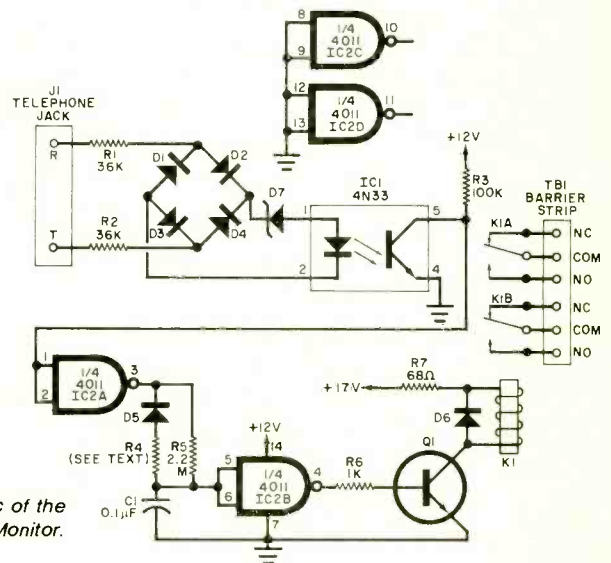 8
9
1/4
4011
IC2C
10
12
13
1/4
4011
IC2D
11
J1
TELEPHONE
JACK
R
T
R1
36K
R2
36K
D1
D2
D3
D4
D7
IC1
4N33
1
2
5
4
+12V
R3
100K
TB1
BARRIER
STRIP
K1A
NC
COM
NO
K1B
NC
COM
NO
1
2
1/4
4011
IC2A
3
D5
R4
(SEE TEXT)
R5
2.2
M
C1
0.1µF
+12V
14
5
6
1/4
4011
IC2B
4
7
R6
1K
Q1
+17V
R7
68Ω
D6
K1
c of the
Monitor.